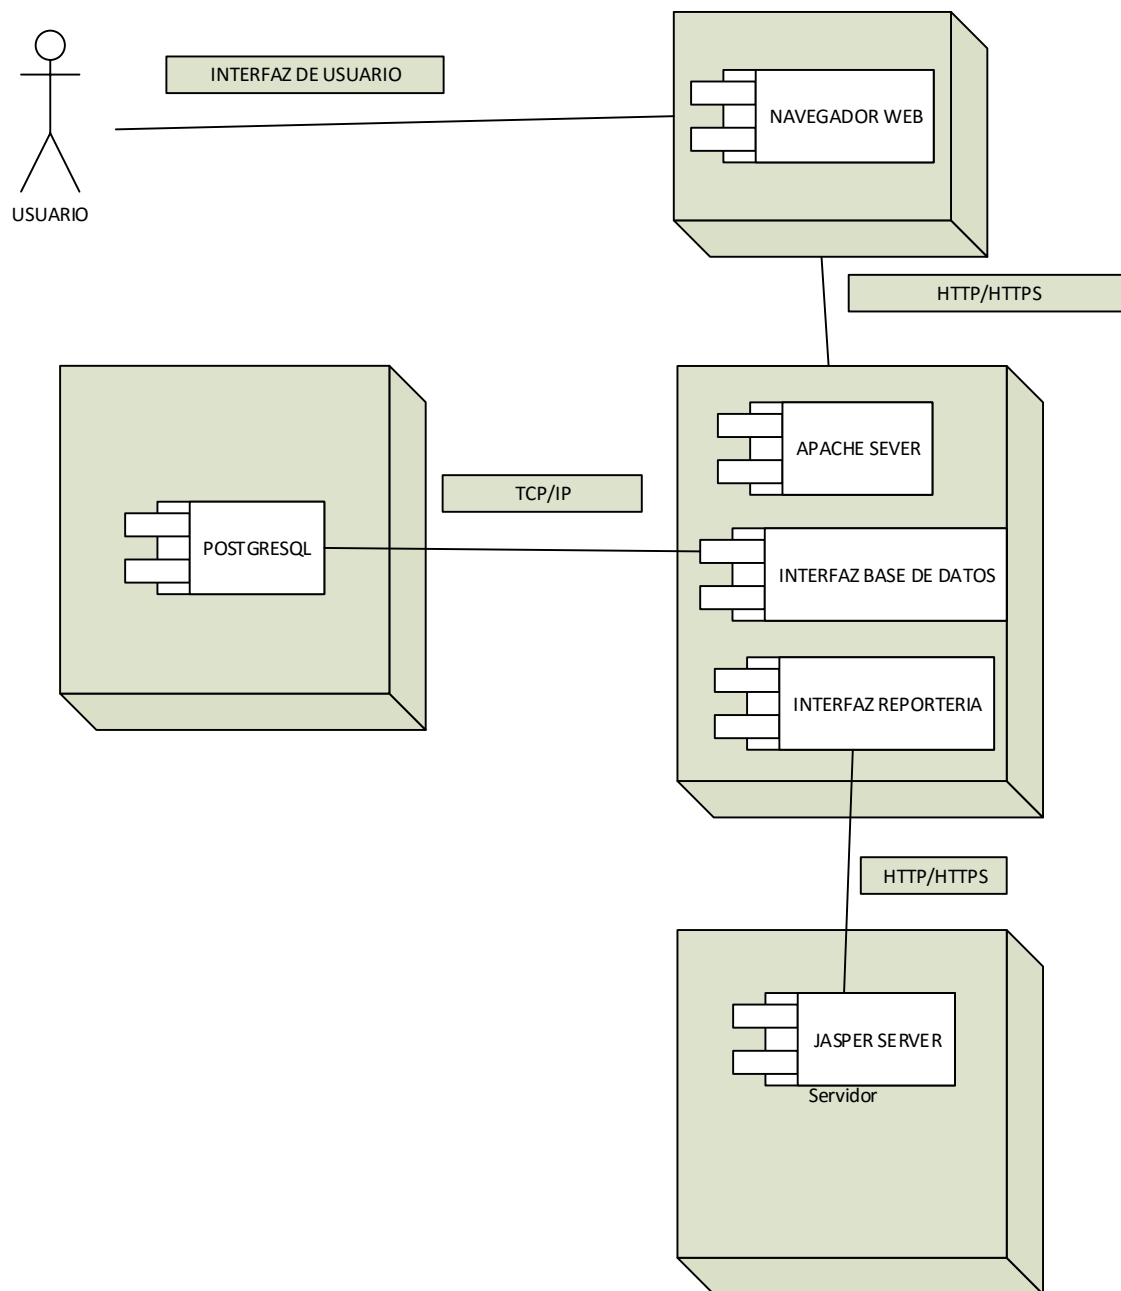 INTERFAZ DE USUARIO
NAVEGADOR WEB
USUARIO
HTTP/HTTPS
APACHE SEVER
TCP/IP
POSTGRESQL
INTERFAZ BASE DE DATOS
INTERFAZ REPORTERIA
HTTP/HTTPS
JASPER SERVER
Servidor